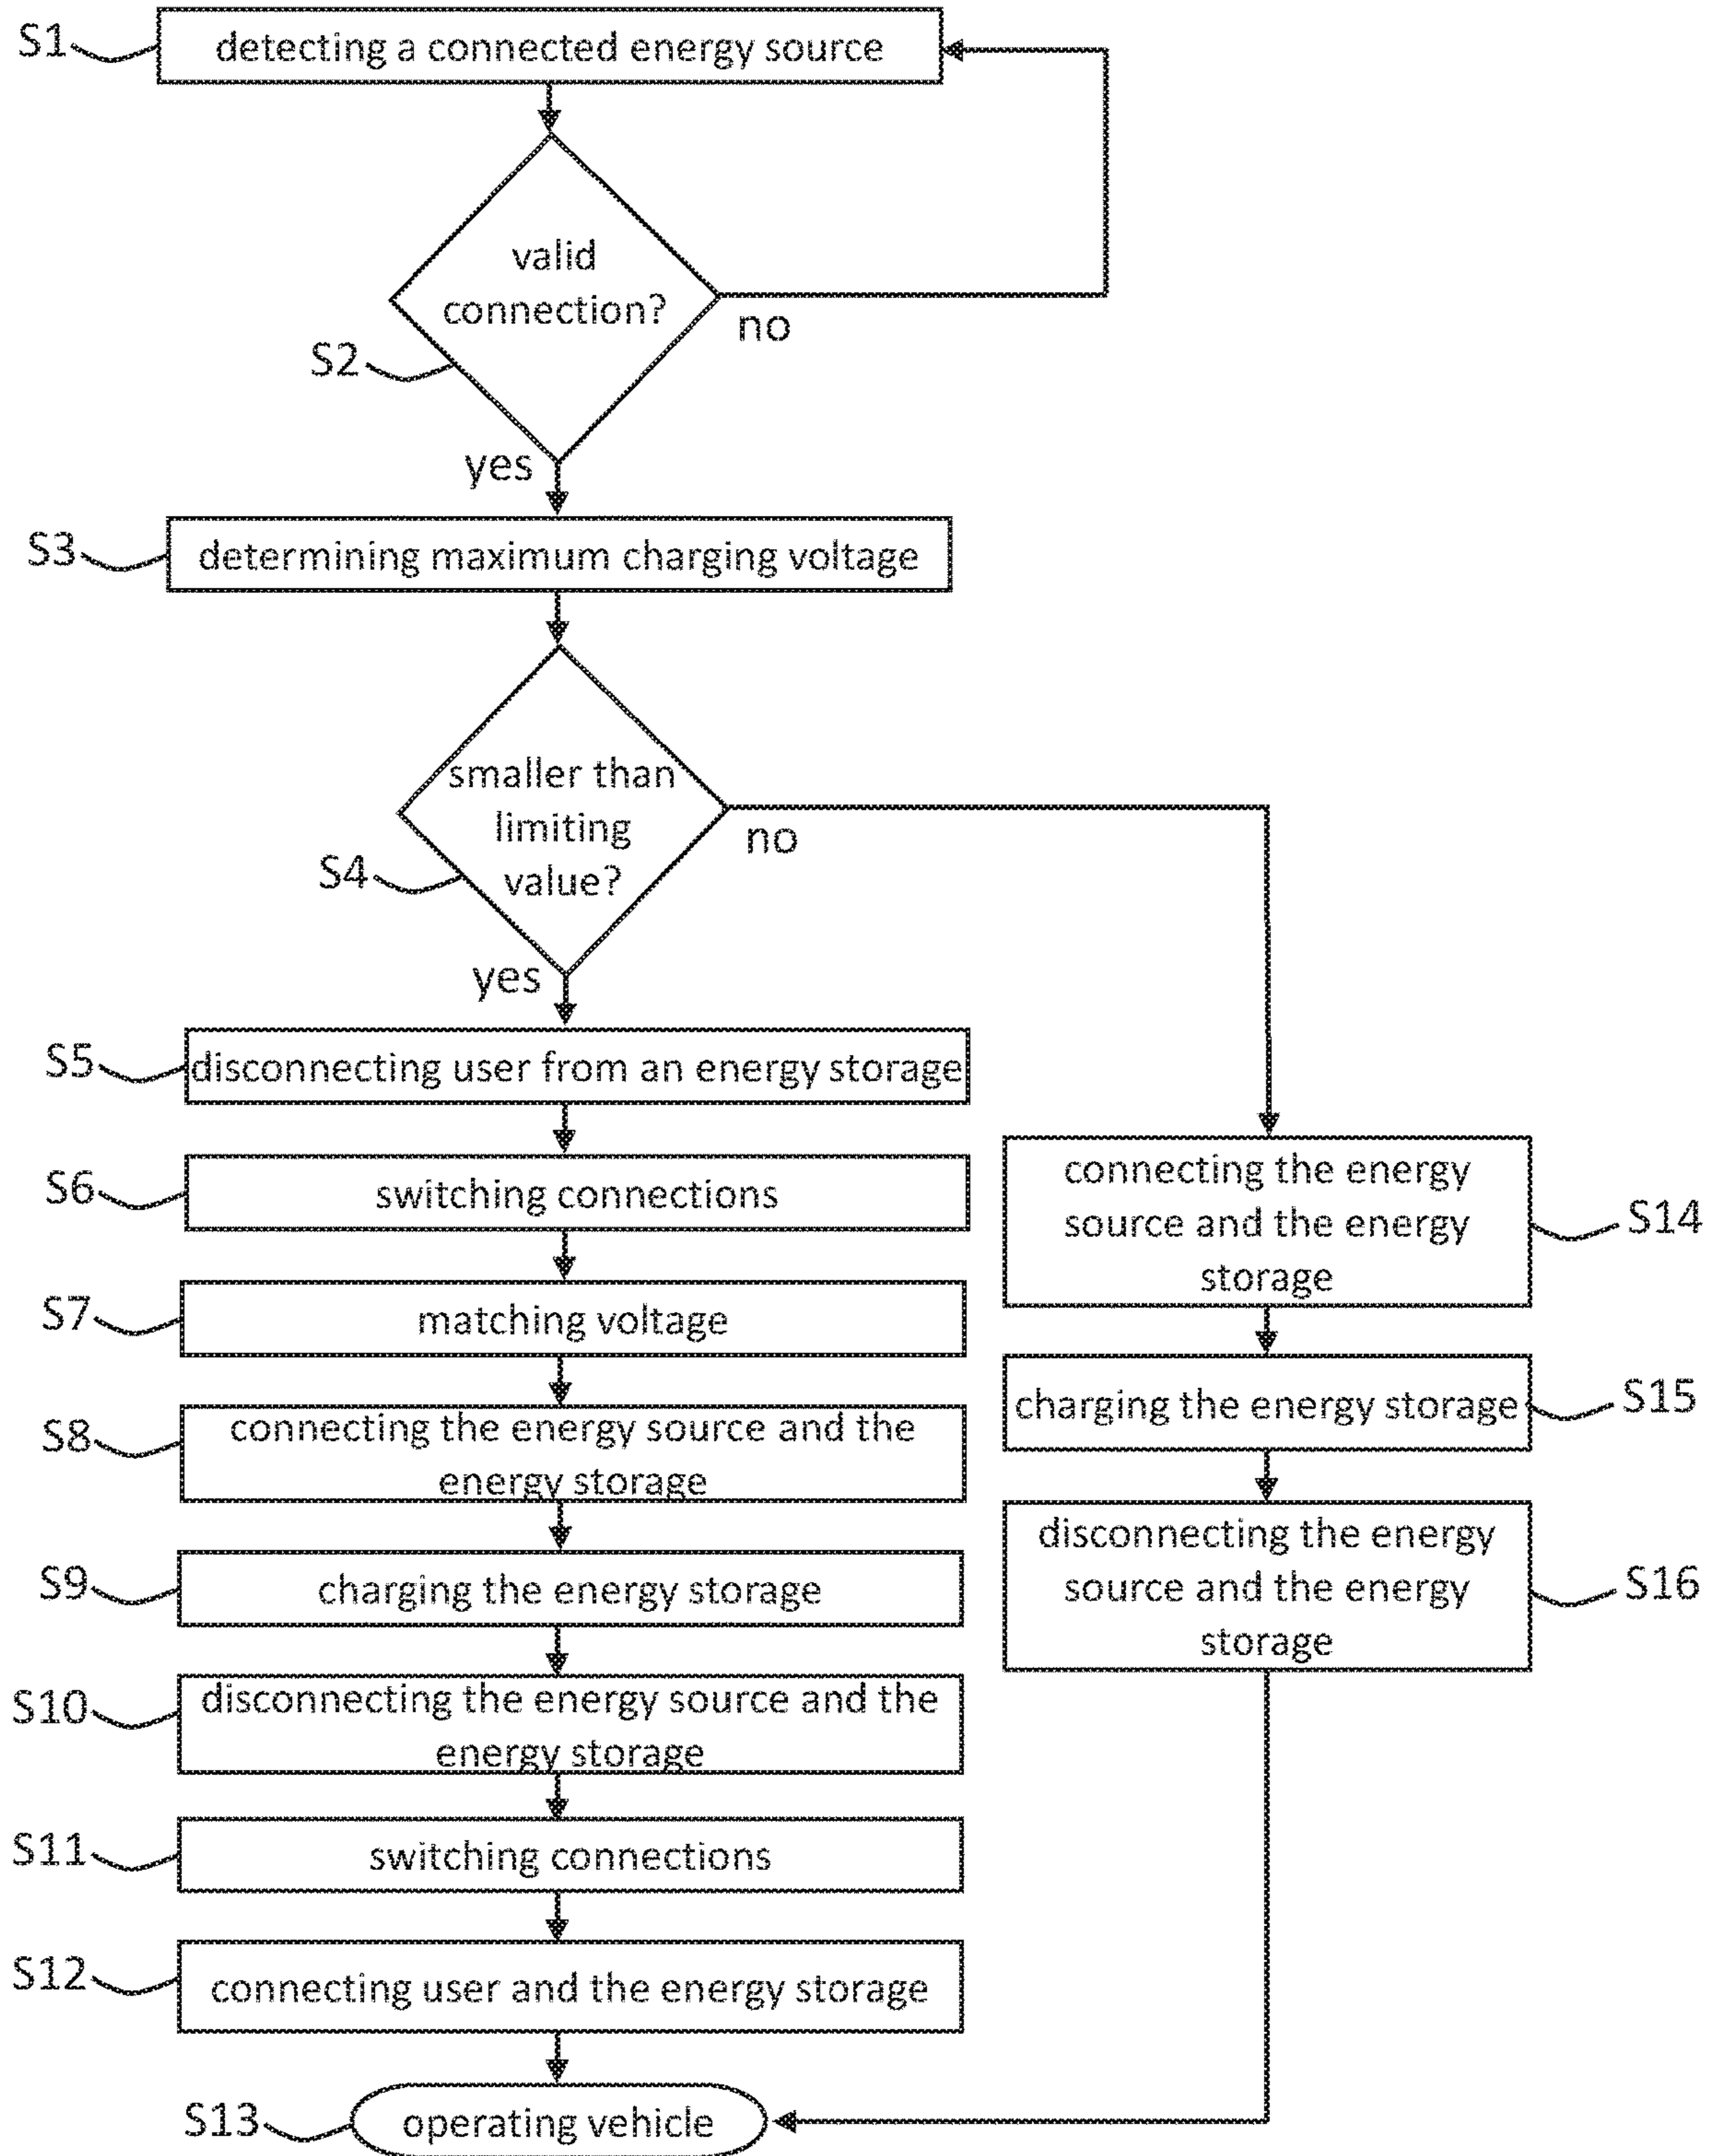 S1
detecting a connected energy source
valid
connection?
no
S2
yes
S3
determining maximum charging voltage
smaller than
limiting
value?
no
S4
yes
S5
disconnecting user from an energy storage
S6
switching connections
S7
matching voltage
S8
connecting the energy source and the
energy storage
S9
charging the energy storage
S10
disconnecting the energy source and the
energy storage
S11
switching connections
S12
connecting user and the energy storage
S13
operating vehicle
connecting the energy
source and the energy
storage
S14
charging the energy storage
S15
disconnecting the energy
source and the energy
storage
S16